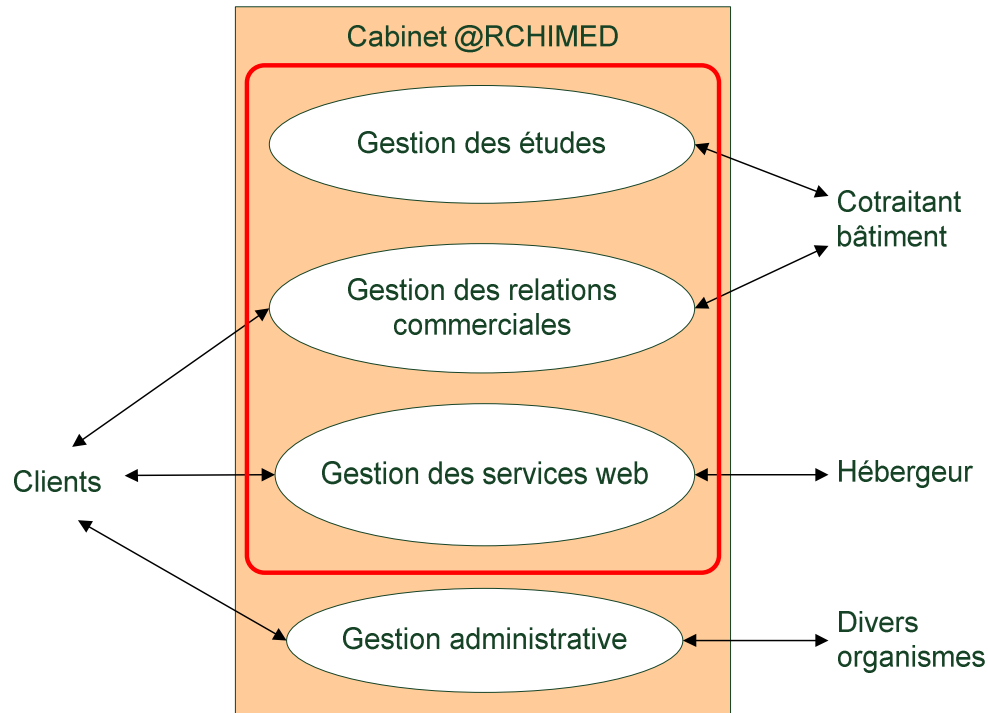 Cabinet @RCHIMED
Gestion des études
Cotraitant
bâtiment
Gestion des relations
commerciales
Clients
Gestion des services web
Hébergeur
Gestion administrative
Divers
organismes